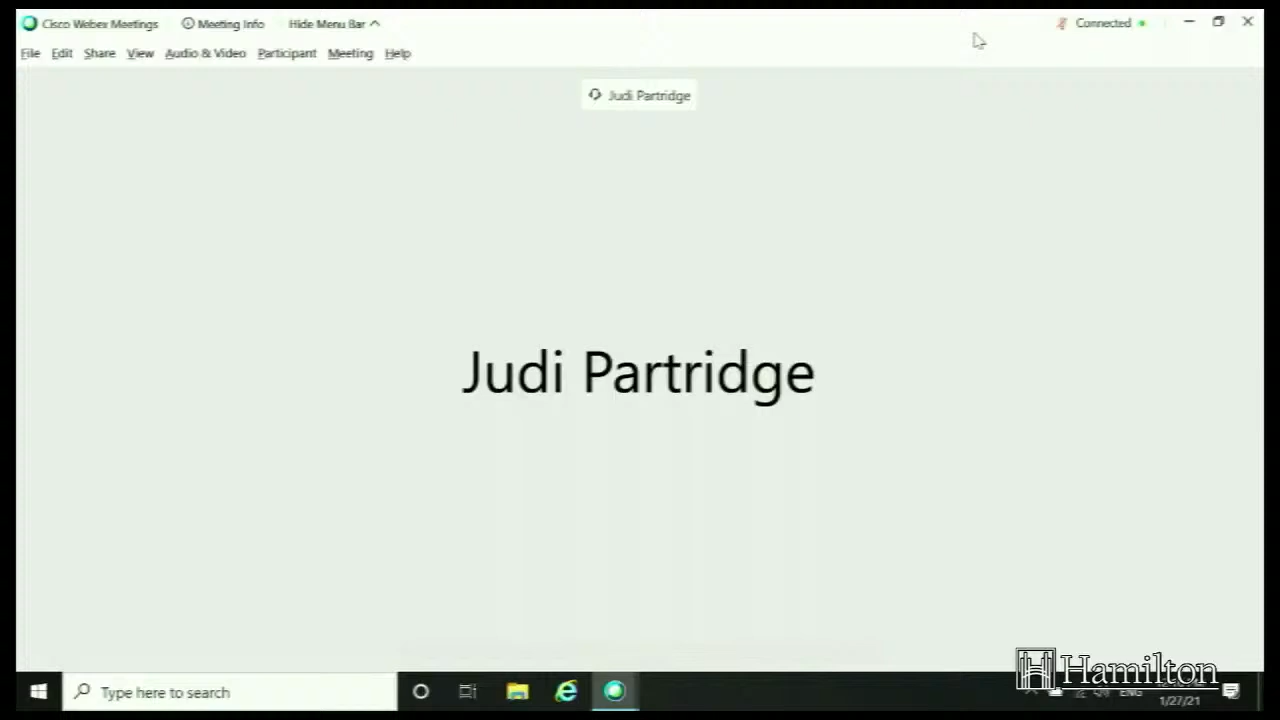 Cisco Webex Meetings Meeting Info Hide Menu Bar Connected
File Edit Share View Audio & Video Participant Meeting Help
Judi Partridge
Judi Partridge
Hamilton
Type here to search
ENG
1/27/21